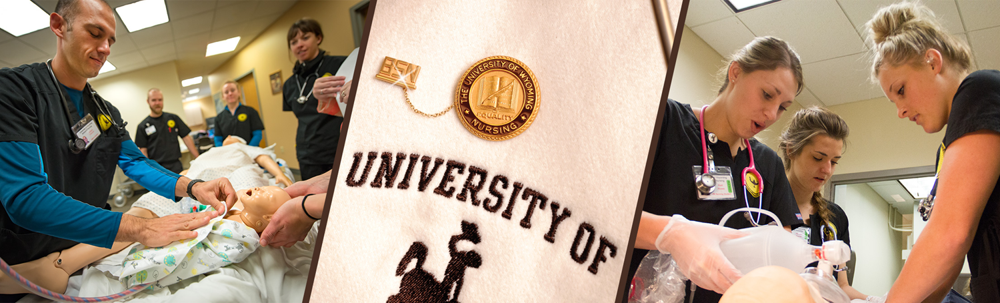 BSN
THE UNIVERSITY OF WYOMING
EQUALITY
NURSING
UNIVERSITY OF